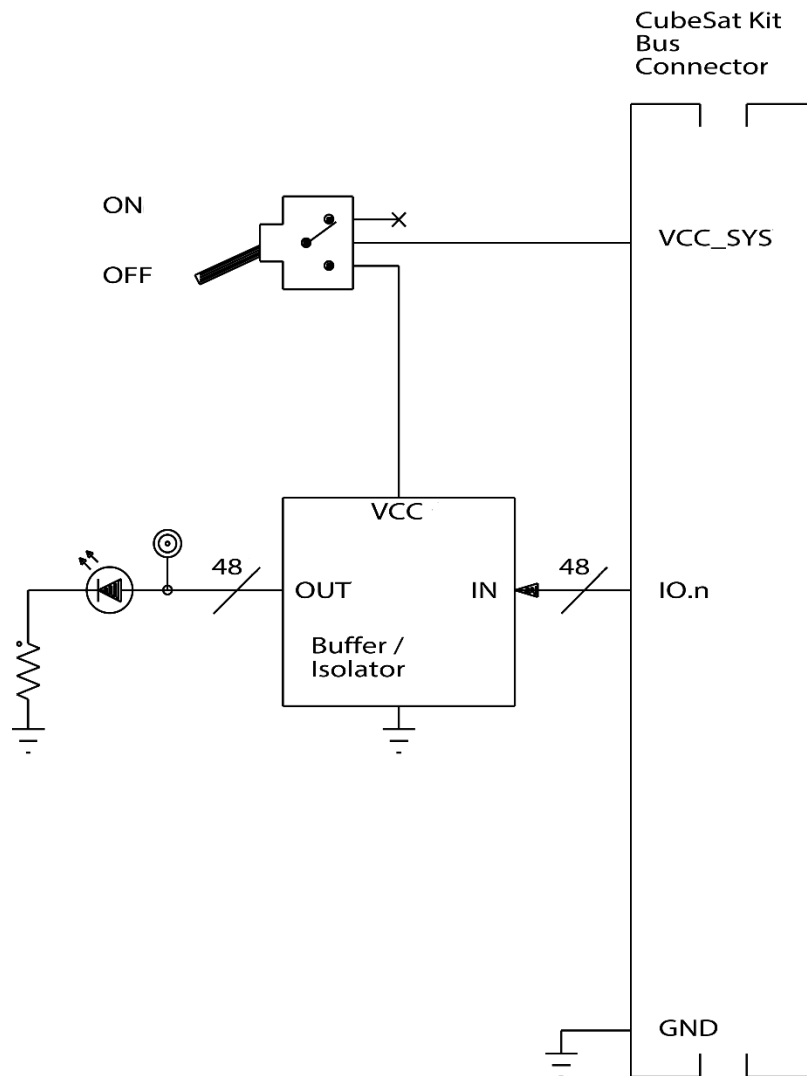 CubeSat Kit
Bus
Connector
ON
VCC_SYS
OFF
VCC
48
48
OUT
IN
IO.n
Buffer /
Isolator
GND